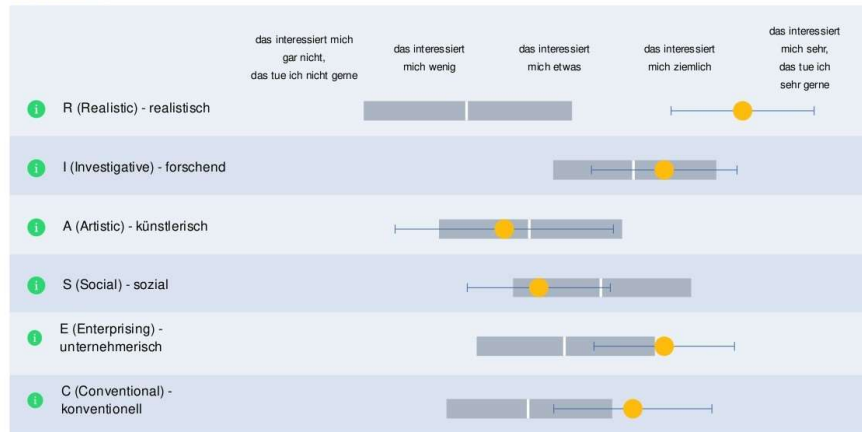 das interessiert mich
gar nicht,
das tue ich nicht gerne
das interessiert
mich wenig
das interessiert
mich etwas
das interessiert
mich ziemlich
das interessiert
mich sehr,
das tue ich
sehr gerne
i R (Realistic) - realistisch
i I (Investigative) - forschend
i A (Artistic) - künstlerisch
i S (Social) - sozial
i E (Enterprising) -
unternehmerisch
i C (Conventional) -
konventionell